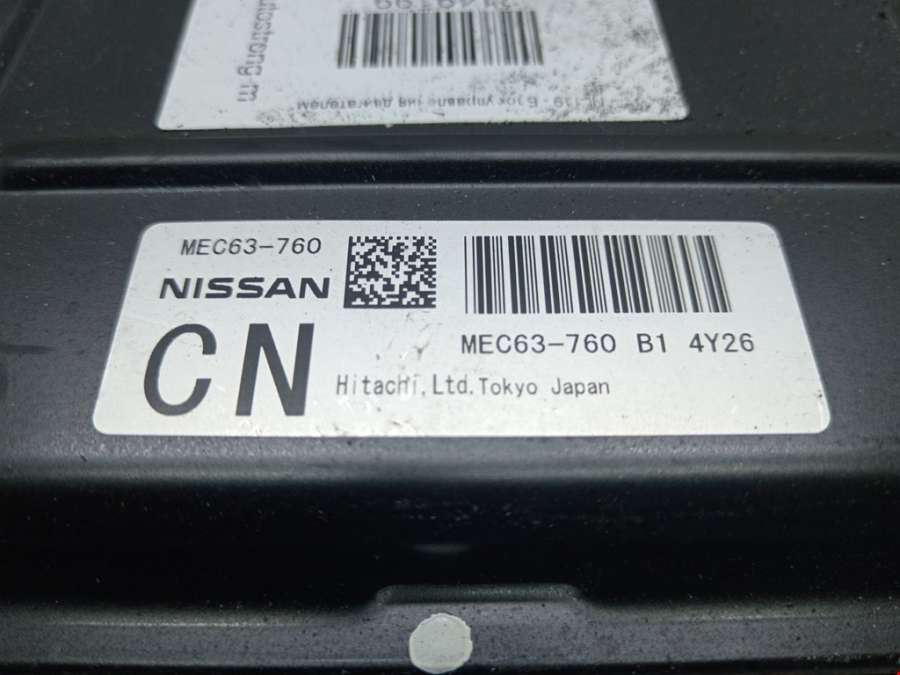 MEC63-760
NISSAN
CN
MEC63-760 B1 4Y26
Hitachi,Ltd.Tokyo Japan